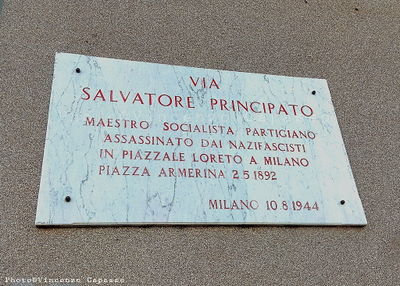 VIA
SALVATORE PRINCIPATO
MAESTRO SOCIALISTA PARTIGIANO
ASSASSINATO DAI NAZIFASCISTI
IN PIAZZALE LORETO A MILANO
PIAZZA ARMERINA 2 5 1892
MILANO 10 8 1944
Photo©Vincenzo Capasso